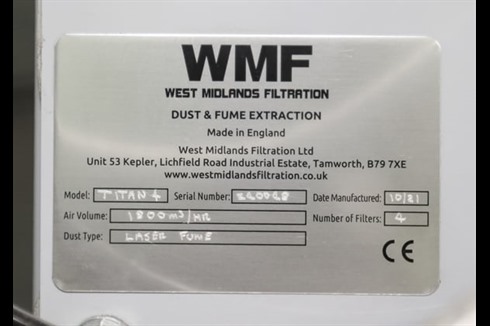 WMF
WEST MIDLANDS FILTRATION
DUST & FUME EXTRACTION
Made in England
West Midlands Filtration Ltd
Unit 53 Kepler, Lichfield Road Industrial Estate, Tamworth, B79 7XE
www.westmidlandsfiltration.co.uk
Model: TITAN 4 Serial Number: Date Manufactured: 10/21
Air Volume: 1800m3/HR Number of Filters: 4
Dust Type: LASER FUME
CE